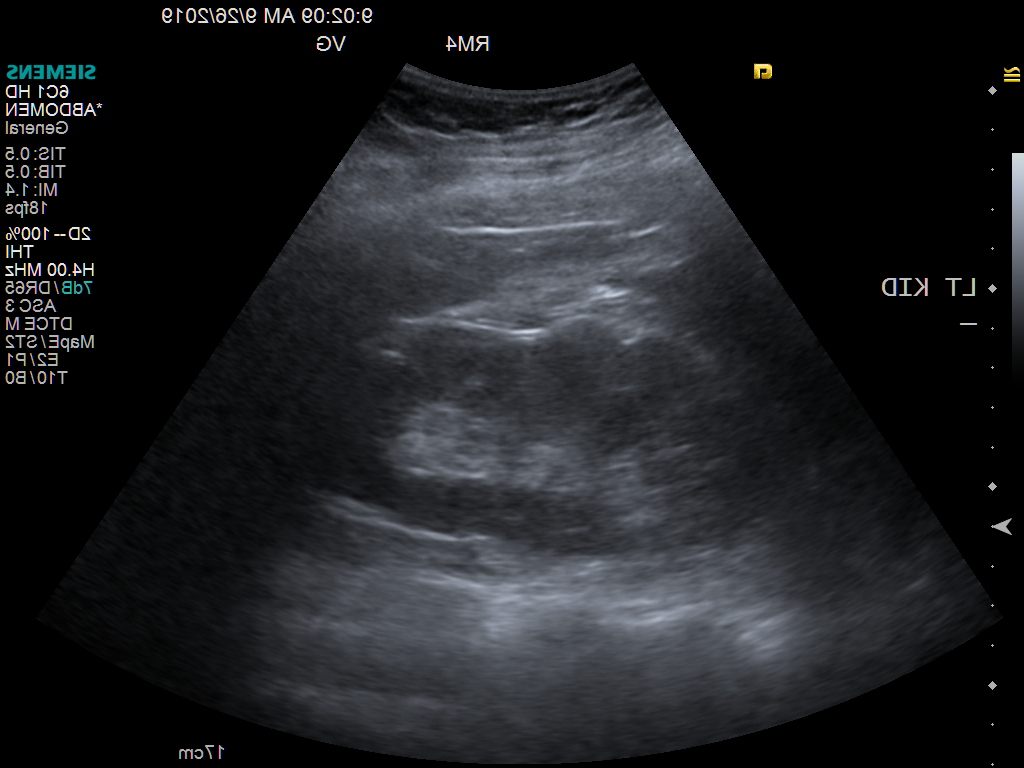 9:02:09 AM 9/26/2019
RM4 VG
SIEMENS
6C1 HD
*ABDOMEN
General
TIS:0.5
TIB:0.5
MI:1.4
18fps
2D--100%
THI
H4.00 MHz
7dB/DR65
ASC 3
DTCE M
MapE/ST2
E2/P1
T10/B0
LT KID
17cm